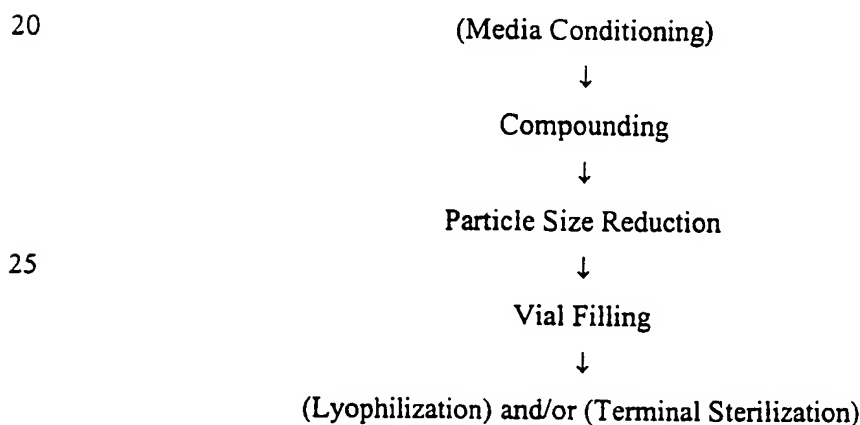 20 (Media Conditioning)
↓
Compounding
↓
Particle Size Reduction
25 ↓
Vial Filling
↓
(Lyophilization) and/or (Terminal Sterilization)